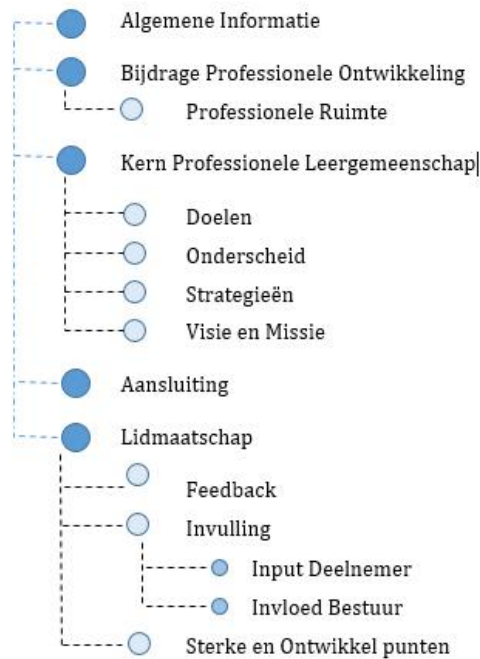 Algemene Informatie
Bijdrage Professionele Ontwikkeling
Professionele Ruimte
Kern Professionele Leergemeenschap
Doelen
Onderscheid
Strategieën
Visie en Missie
Aansluiting
Lidmaatschap
Feedback
Invulling
Input Deelnemer
Invloed Bestuur
Sterke en Ontwikkel punten